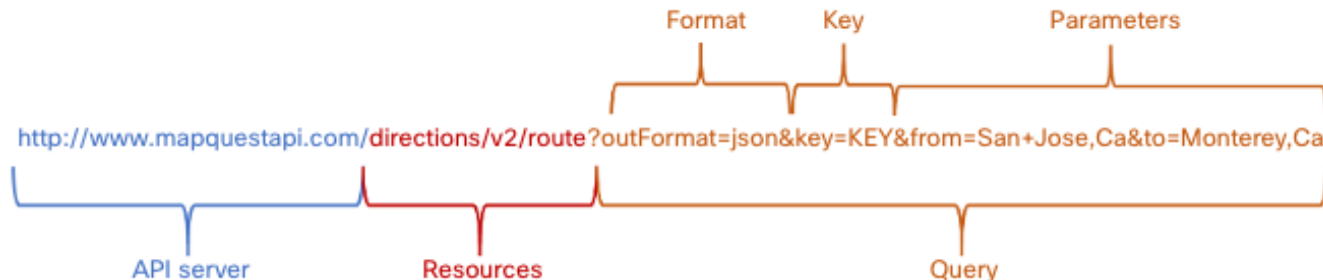 Format Key Parameters
http://www.mapquestapi.com/directions/v2/route?outFormat=json&key=KEY&from=San+Jose,Ca&to=Monterey,Ca
API server Resources Query